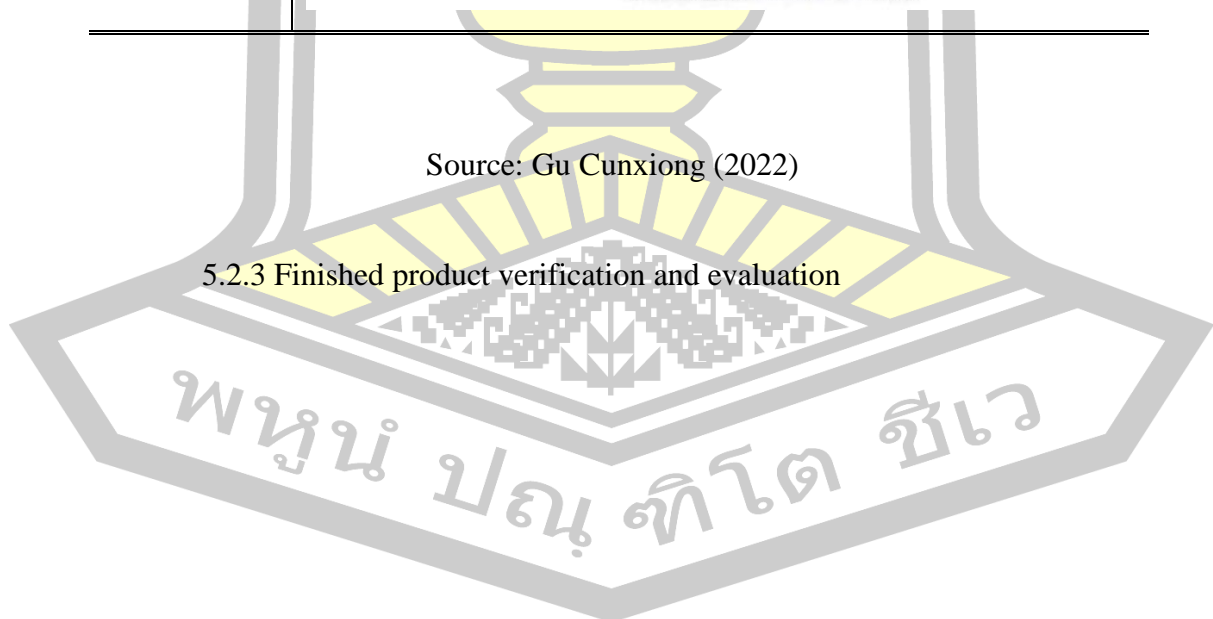 Source: Gu Cunxiong (2022)
5.2.3 Finished product verification and evaluation
พหูนํ ปณฺฑิโต ชีเว